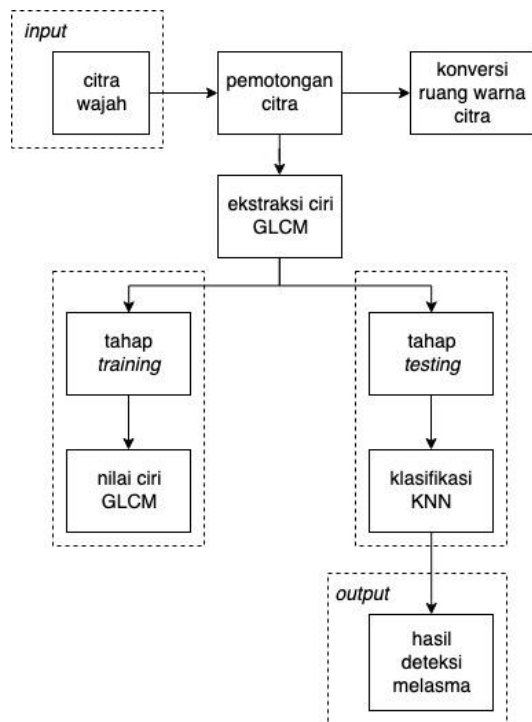 input
citra
wajah
pemotongan
citra
konversi
ruang warna
citra
ekstraksi ciri
GLCM
tahap
training
tahap
testing
nilai ciri
GLCM
klasifikasi
KNN
output
hasil
deteksi
melasma